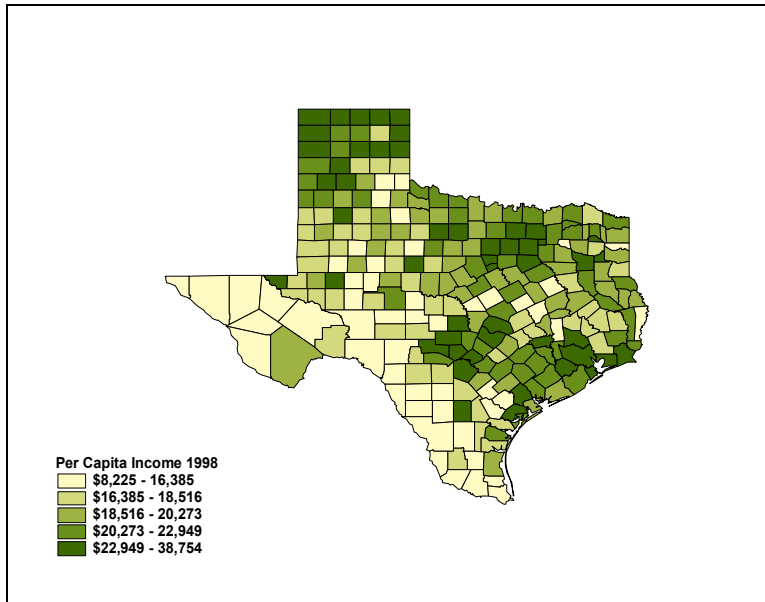 Per Capita Income 1998
$8,225 - 16,385
$16,385 - 18,516
$18,516 - 20,273
$20,273 - 22,949
$22,949 - 38,754